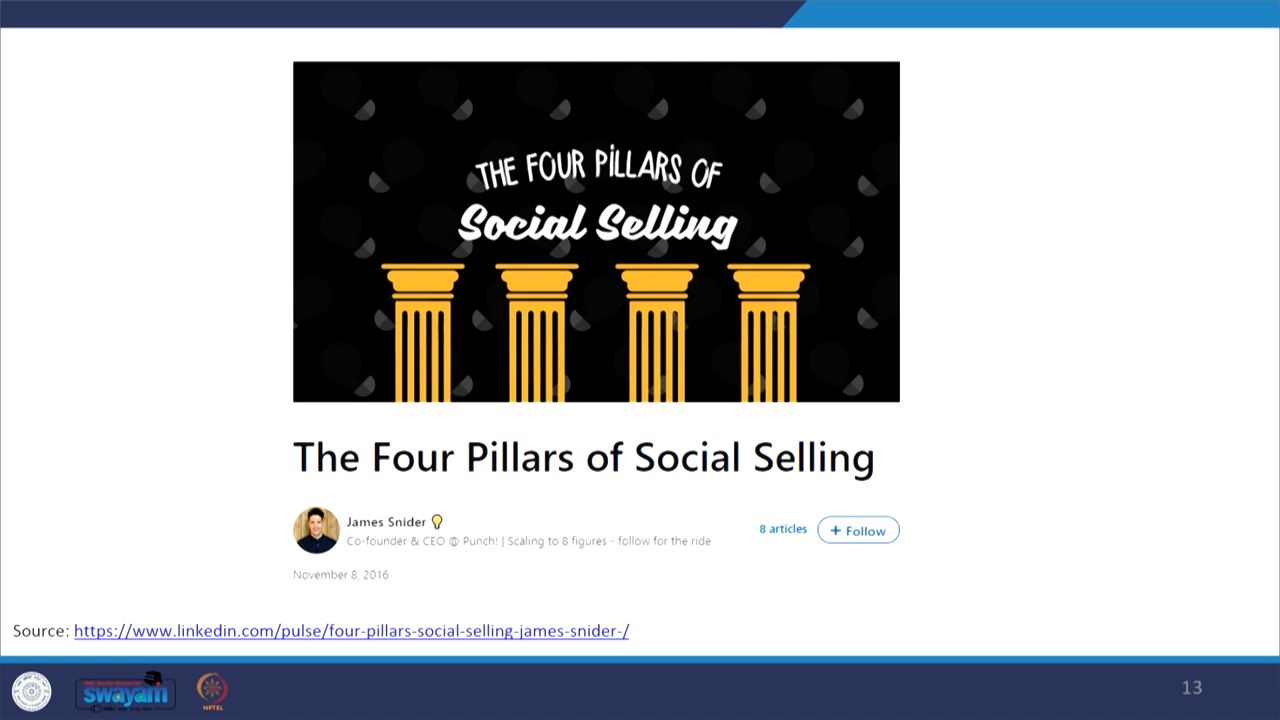 THE FOUR PiLLARS OF
Social Selling
The Four Pillars of Social Selling
James Snider
Co-founder & CEO @ Punch! | Scaling to 8 figures - follow for the ride
8 articles
+ Follow
November 8, 2016
Source: https://www.linkedin.com/pulse/four-pillars-social-selling-james-snider-/
swayam
NPTEL
13